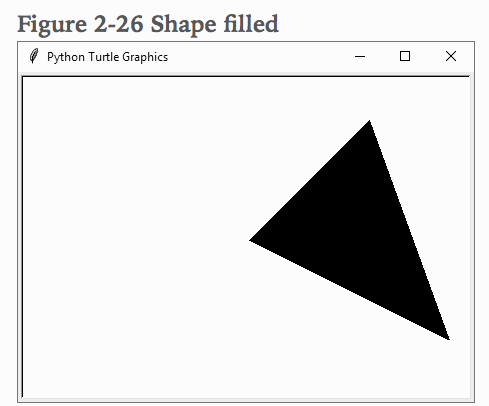 Figure 2-26 Shape filled
Python Turtle Graphics